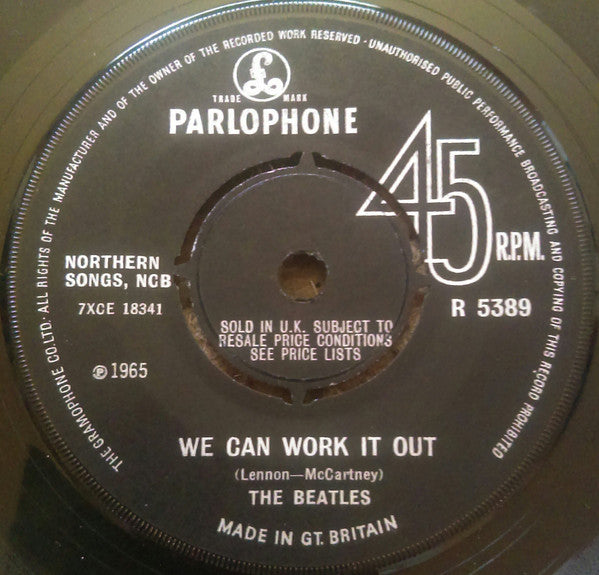 THE GRAMOPHONE CO. LTD. ALL RIGHTS OF THE MANUFACTURER AND OF THE OWNER OF THE RECORDED WORK RESERVED · UNAUTHORISED PUBLIC PERFORMANCE BROADCASTING AND COPYING OF THIS RECORD PROHIBITED
£
TRADE MARK
PARLOPHONE
45
R.P.M.
NORTHERN
SONGS, NCB
7XCE 18341
R 5389
SOLD IN U.K. SUBJECT TO
RESALE PRICE CONDITIONS
SEE PRICE LISTS
℗ 1965
WE CAN WORK IT OUT
(Lennon—McCartney)
THE BEATLES
MADE IN GT. BRITAIN